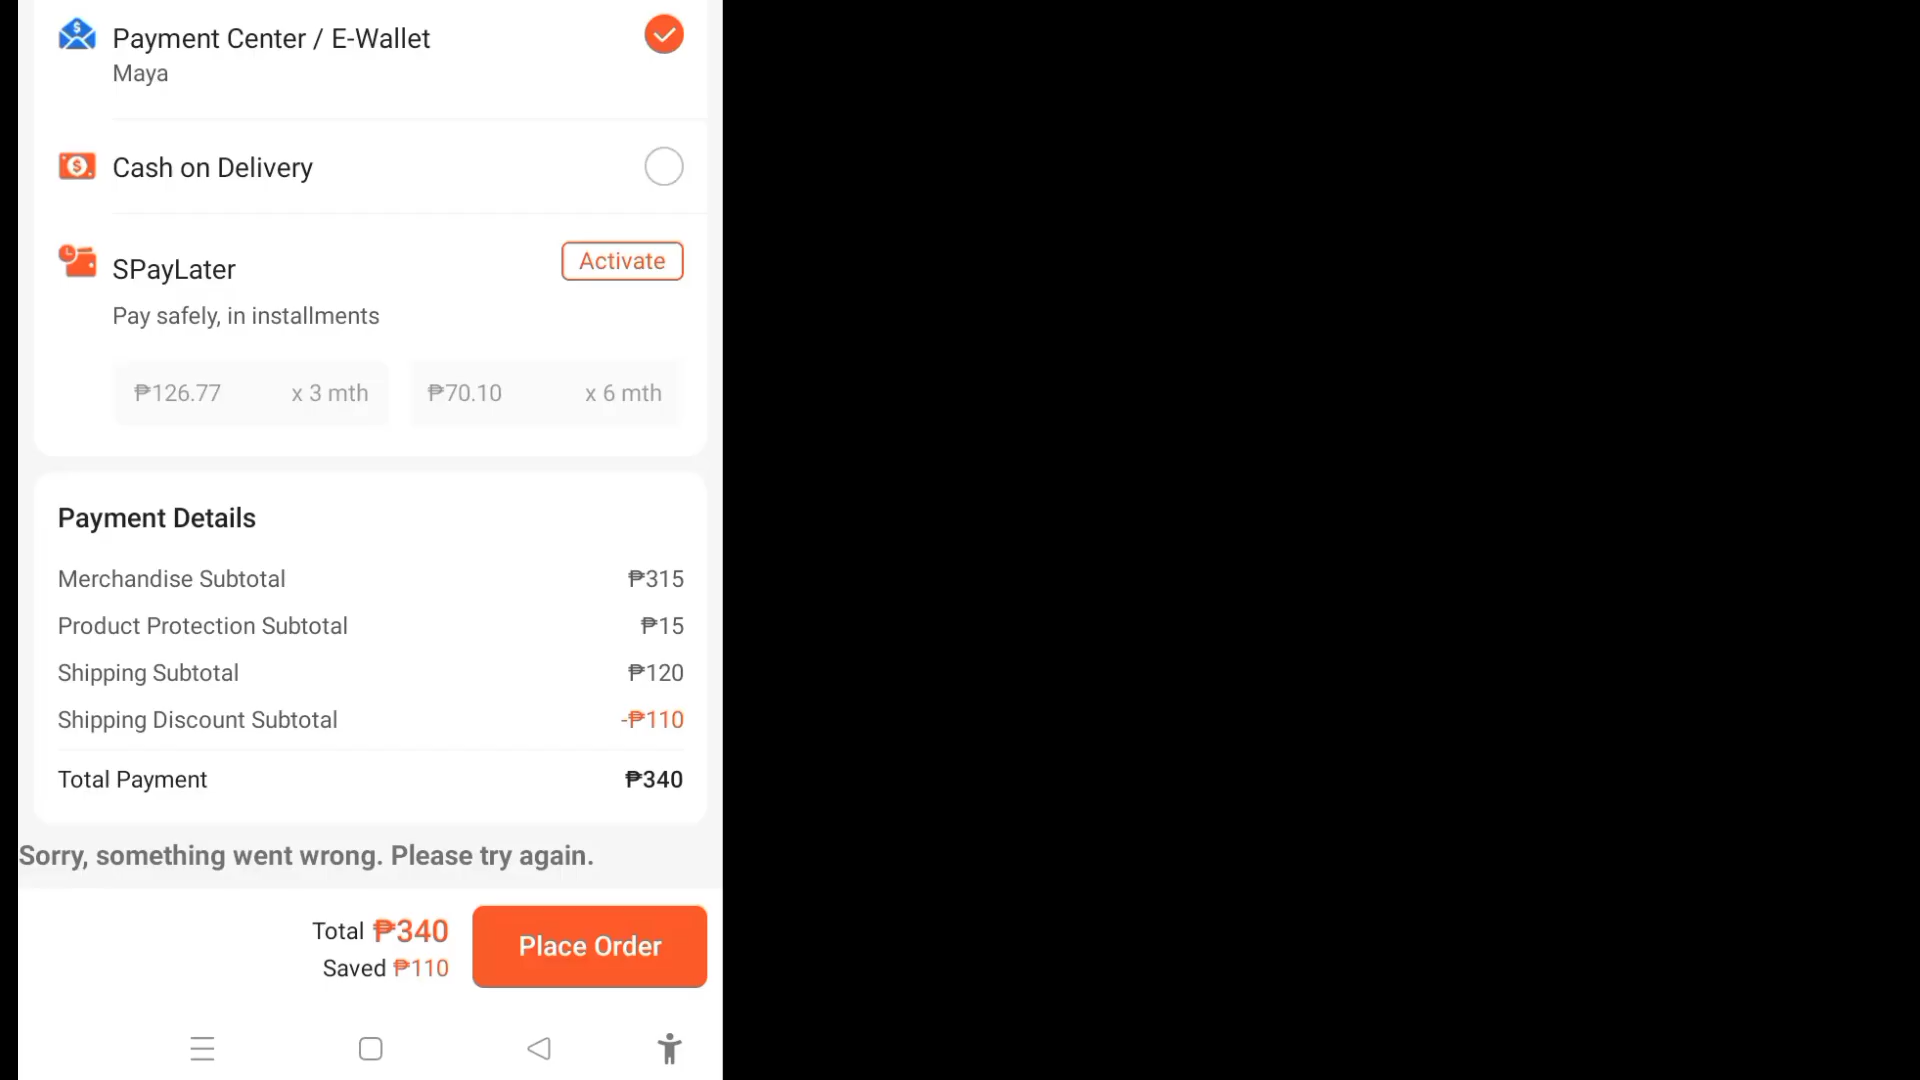 Payment Center / E-Wallet
Maya
Cash on Delivery
SPayLater
Activate
Pay safely, in installments
₱126.77 x 3 mth
₱70.10 x 6 mth
Payment Details
Merchandise Subtotal ₱315
Product Protection Subtotal ₱15
Shipping Subtotal ₱120
Shipping Discount Subtotal -₱110
Total Payment ₱340
Sorry, something went wrong. Please try again.
Total ₱340
Saved ₱110
Place Order